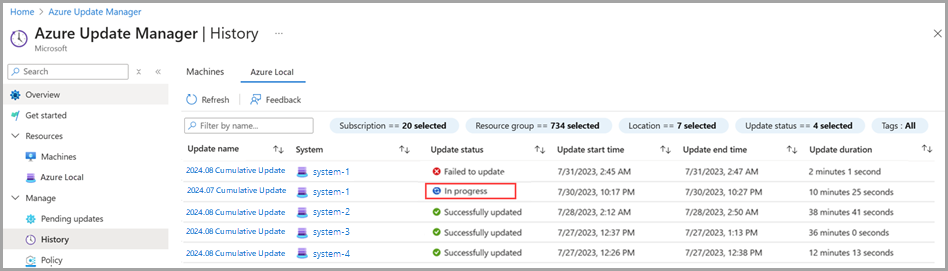 Home > Azure Update Manager
Azure Update Manager | History ...
Microsoft
Search
Overview
Get started
Resources
Machines
Azure Local
Manage
Pending updates
History
Policy
Machines Azure Local
Refresh Feedback
Filter by name... Subscription == 20 selected Resource group == 734 selected Location == 7 selected Update status == 4 selected Tags : All
Update name System Update status Update start time Update end time Update duration
2024.08 Cumulative Update system-1 Failed to update 7/31/2023, 2:45 AM 7/31/2023, 2:47 AM 2 minutes 1 second
2024.07 Cumulative Update system-1 In progress 7/30/2023, 10:17 PM 7/30/2023, 10:27 PM 10 minutes 25 seconds
2024.08 Cumulative Update system-2 Successfully updated 7/28/2023, 2:12 AM 7/28/2023, 2:50 AM 38 minutes 41 seconds
2024.08 Cumulative Update system-3 Successfully updated 7/27/2023, 12:37 PM 7/27/2023, 1:13 PM 36 minutes 0 seconds
2024.08 Cumulative Update system-4 Successfully updated 7/27/2023, 12:26 PM 7/27/2023, 12:38 PM 12 minutes 13 seconds